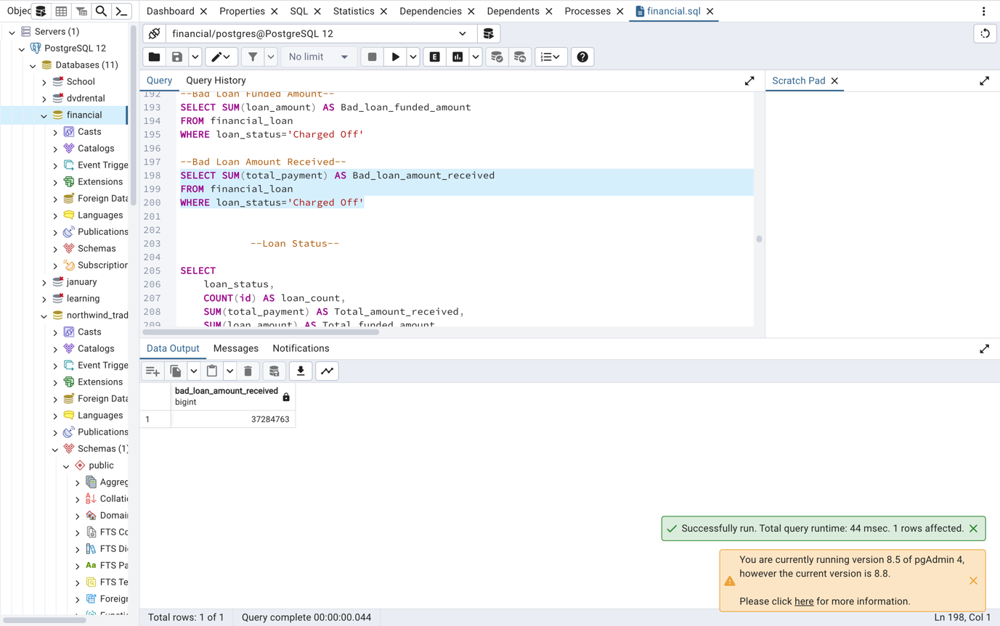 Objec
Dashboard
Properties
SQL
Statistics
Dependencies
Dependents
Processes
financial.sql
Servers (1)
PostgreSQL 12
Databases (11)
School
dvdrental
financial
Casts
Catalogs
Event Trigge
Extensions
Foreign Data
Languages
Publications
Schemas
Subscription
january
learning
northwind_trad
Casts
Catalogs
Event Trigge
Extensions
Foreign Data
Languages
Publications
Schemas (1)
public
Aggreg
Collatio
Domain
FTS Co
FTS Di
Aa FTS Pa
FTS Te
Foreign
financial/postgres@PostgreSQL 12
No limit
E
Query
Query History
Scratch Pad
192 --Bad Loan Funded Amount--
193 SELECT SUM(loan_amount) AS Bad_loan_funded_amount
194 FROM financial_loan
195 WHERE loan_status='Charged Off'
196
197 --Bad Loan Amount Received--
198 SELECT SUM(total_payment) AS Bad_loan_amount_received
199 FROM financial_loan
200 WHERE loan_status='Charged Off'
201
202
203 --Loan Status--
204
205 SELECT
206 loan_status,
207 COUNT(id) AS loan_count,
208 SUM(total_payment) AS Total_amount_received,
209 SUM(loan_amount) AS Total_funded_amount
Data Output
Messages
Notifications
bad_loan_amount_received
bigint
1 37284763
Successfully run. Total query runtime: 44 msec. 1 rows affected.
You are currently running version 8.5 of pgAdmin 4,
however the current version is 8.8.
Please click here for more information.
Total rows: 1 of 1
Query complete 00:00:00.044
Ln 198, Col 1